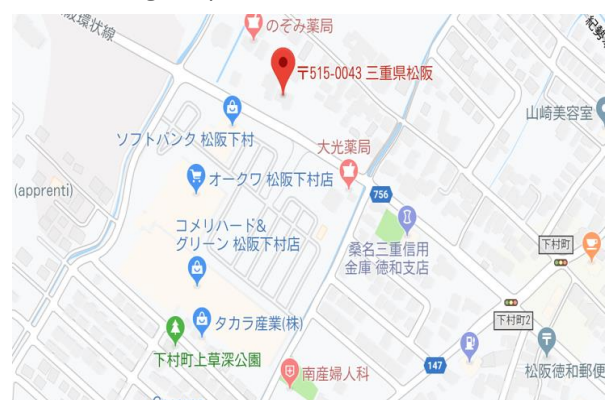 阪環状線
のぞみ薬局
紀勢
〒515-0043 三重県松阪
山崎美容室
ソフトバンク 松阪下村
大光薬局
(apprenti)
オークワ 松阪下村店
756
コメリハード&
グリーン 松阪下村店
桑名三重信用
金庫 徳和支店
下村町
タカラ産業(株)
下村町2
下村町上草深公園
南産婦人科
147
松阪徳和郵便